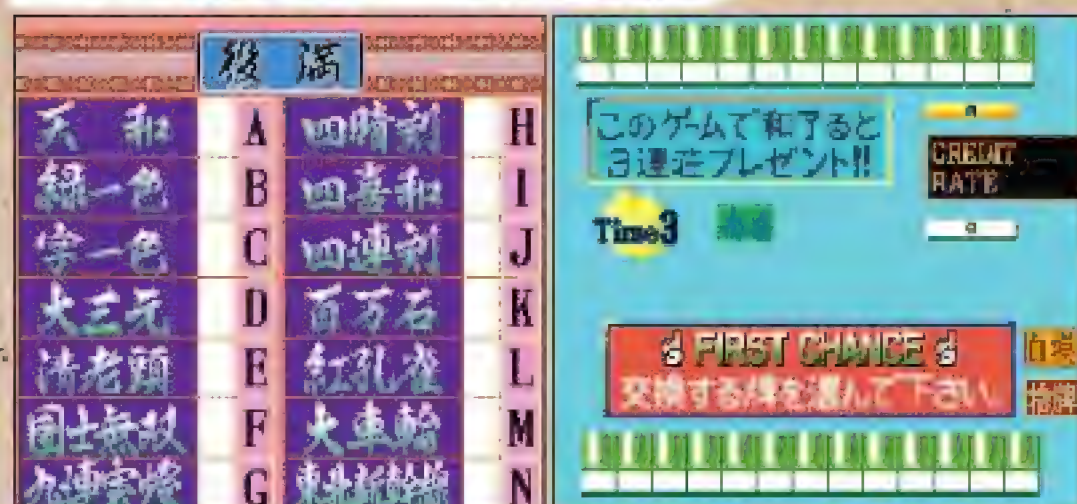 役 満
天 和 A 四暗刻 H
緑一色 B 四喜和 I
字一色 C 四連刻 J
大三元 D 百万石 K
清老頭 E 紅孔雀 L
国士無双 F 大車輪 M
九連宝燈 G N
このゲームで和了ると
3連荘プレゼント!!
CREDIT
RATE
Time3
FIRST CHANCE
交換する牌を選んで下さい